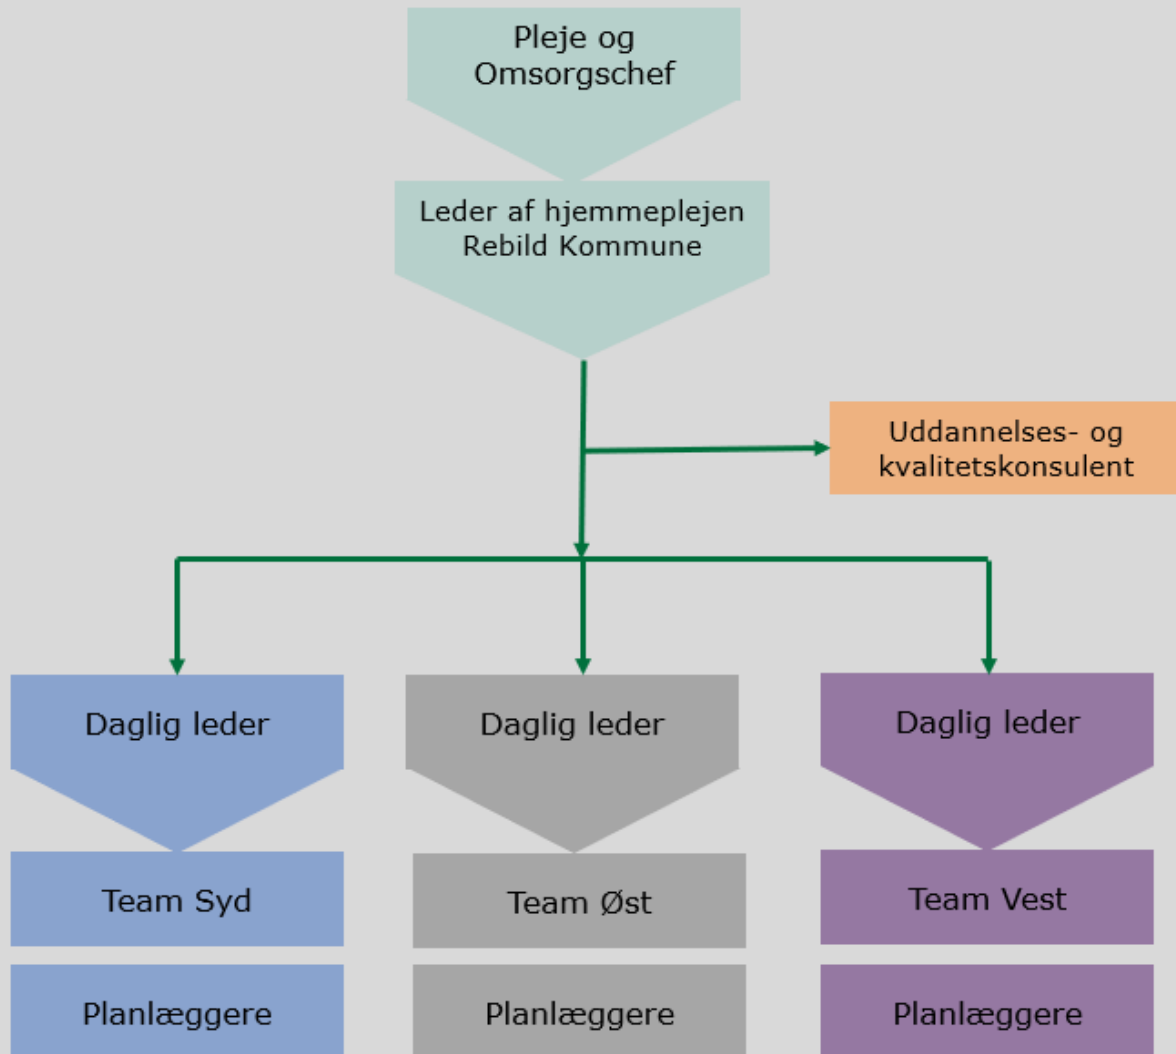 Pleje og
Omsorgschef
Leder af hjemmeplejen
Rebild Kommune
Uddannelses- og
kvalitetskonsulent
Daglig leder
Daglig leder
Daglig leder
Team Syd
Team Øst
Team Vest
Planlæggere
Planlæggere
Planlæggere